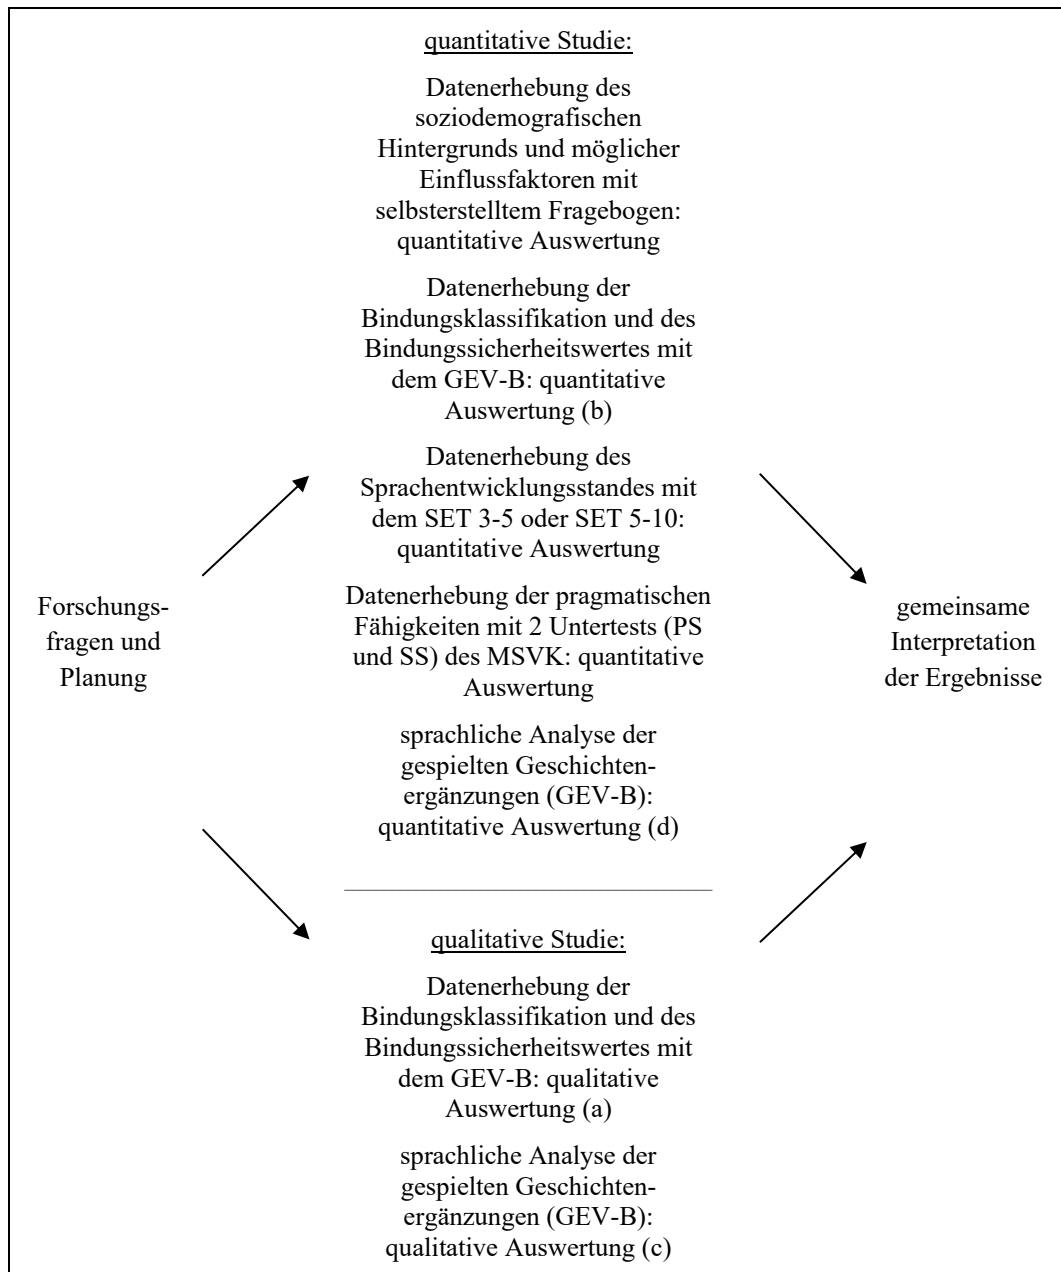 quantitative Studie:
Datenerhebung des
soziodemografischen
Hintergrunds und möglicher
Einflussfaktoren mit
selbsterstelltem Fragebogen:
quantitative Auswertung
Datenerhebung der
Bindungsklassifikation und des
Bindungssicherheitswertes mit
dem GEV-B: quantitative
Auswertung (b)
Datenerhebung des
Sprachentwicklungsstandes mit
dem SET 3-5 oder SET 5-10:
quantitative Auswertung
Datenerhebung der pragmatischen
Fähigkeiten mit 2 Untertests (PS
und SS) des MSVK: quantitative
Auswertung
sprachliche Analyse der
gespielten Geschichten-
ergänzungen (GEV-B):
quantitative Auswertung (d)
Forschungs-
fragen und
Planung
gemeinsame
Interpretation
der Ergebnisse
qualitative Studie:
Datenerhebung der
Bindungsklassifikation und des
Bindungssicherheitswertes mit
dem GEV-B: qualitative
Auswertung (a)
sprachliche Analyse der
gespielten Geschichten-
ergänzungen (GEV-B):
qualitative Auswertung (c)